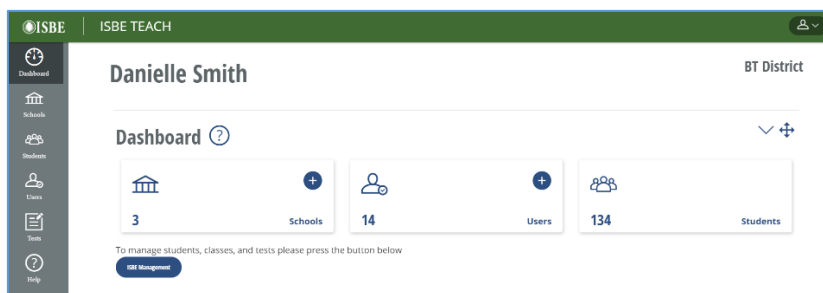 ISBE ISBE TEACH
Dashboard
Schools
Students
Users
Tests
Help
Danielle Smith
BT District
Dashboard ?
3 Schools
14 Users
134 Students
To manage students, classes, and tests please press the button below
ISBE Management